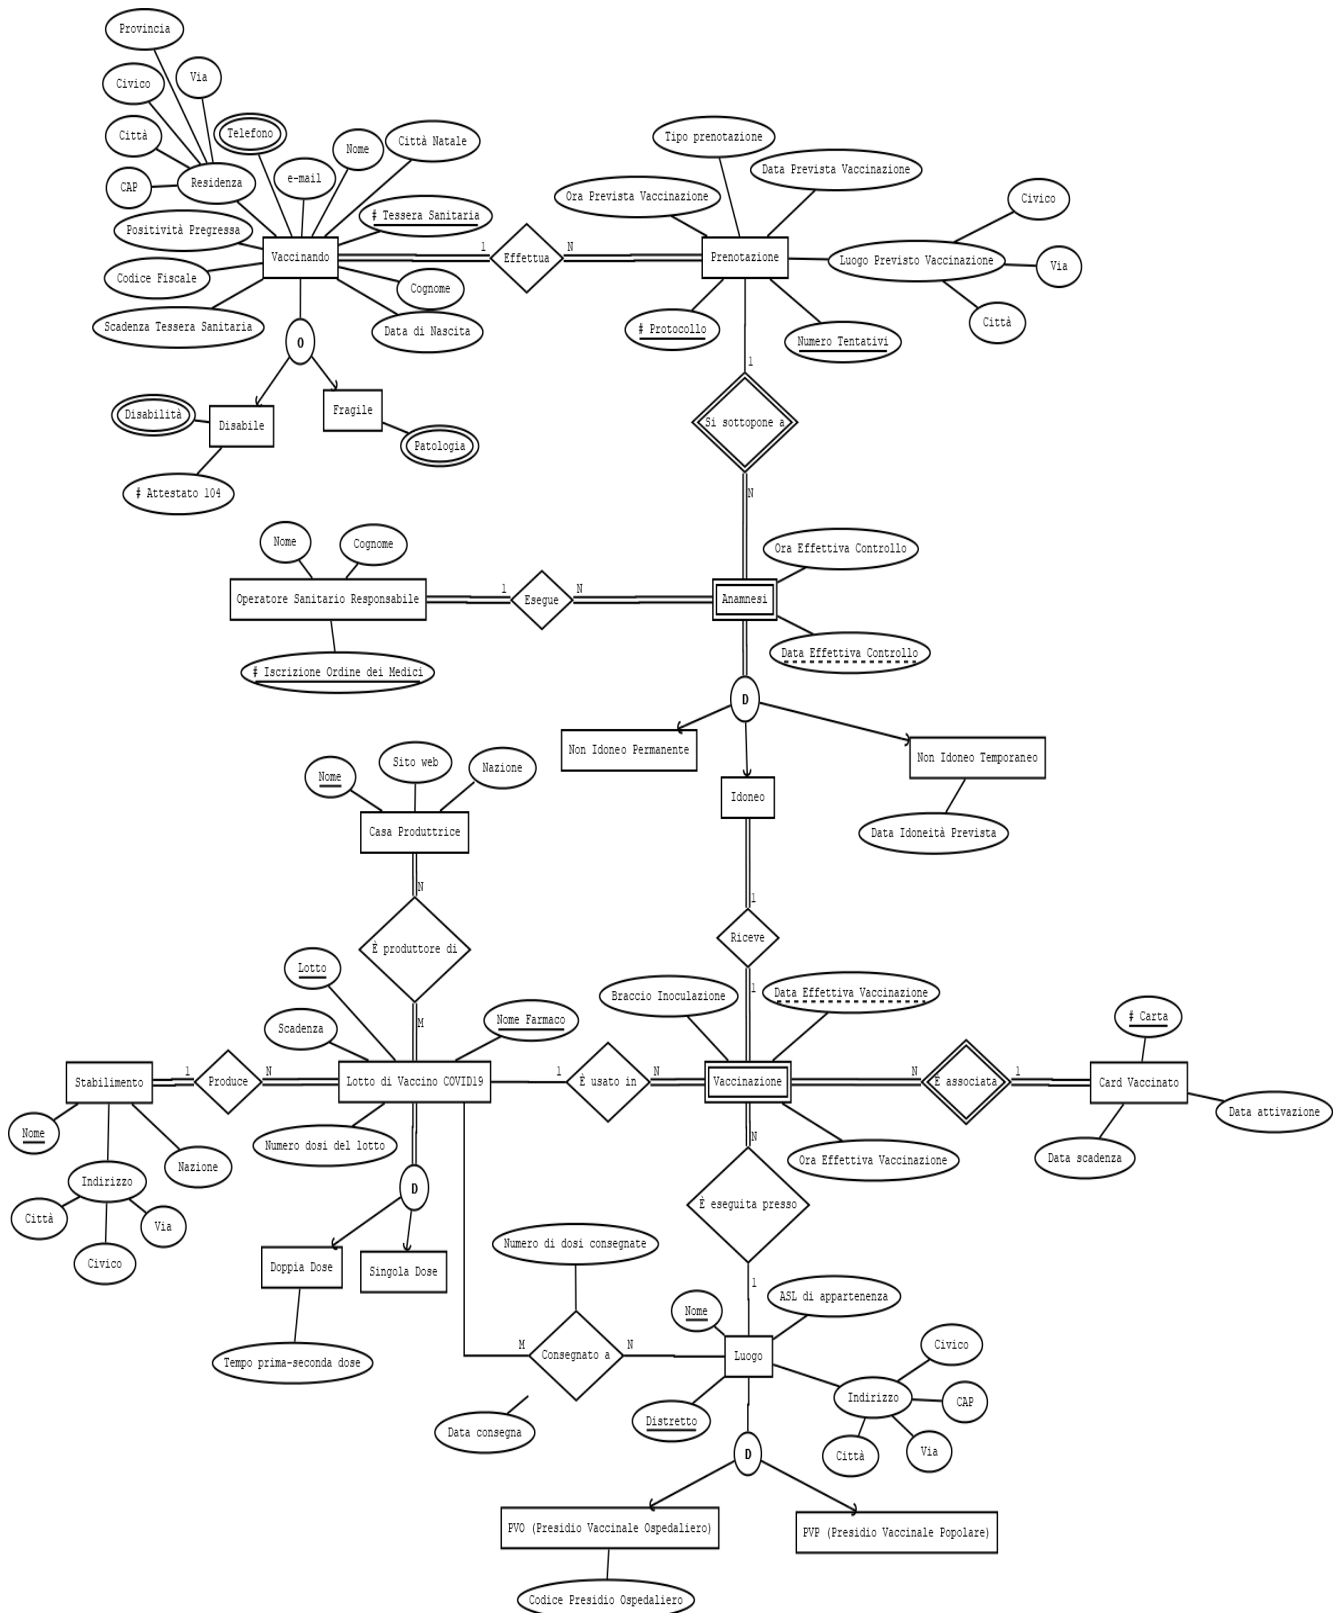 Provincia
Civico
Via
Città
Telefono
Nome
Città Natale
CAP
Residenza
e-mail
# Tessera Sanitaria
Positività Pregressa
Vaccinando
Codice Fiscale
Cognome
Scadenza Tessera Sanitaria
Data di Nascita
1
Effettua
N
Tipo prenotazione
Data Prevista Vaccinazione
Ora Prevista Vaccinazione
Prenotazione
Luogo Previsto Vaccinazione
Civico
Via
Città
# Protocollo
Numero Tentativi
O
Disabilità
Disabile
Fragile
Patologia
# Attestato 104
1
Si sottopone a
N
Nome
Cognome
Operatore Sanitario Responsabile
# Iscrizione Ordine dei Medici
1
Esegue
N
Ora Effettiva Controllo
Anamnesi
Data Effettiva Controllo
D
Non Idoneo Permanente
Idoneo
Non Idoneo Temporaneo
Data Idoneità Prevista
Nome
Sito web
Nazione
Casa Produttrice
N
È produttore di
M
1
Riceve
1
Lotto
Scadenza
Nome Farmaco
Lotto di Vaccino COVID19
Numero dosi del lotto
Stabilimento
1
Produce
N
Nome
Nazione
Indirizzo
Città
Via
Civico
1
È usato in
N
Braccio Inoculazione
Data Effettiva Vaccinazione
Vaccinazione
Ora Effettiva Vaccinazione
N
È associata
1
# Carta
Card Vaccinato
Data attivazione
Data scadenza
D
Doppia Dose
Singola Dose
Tempo prima-seconda dose
N
È eseguita presso
1
Numero di dosi consegnate
M
Consegnato a
N
Data consegna
Nome
ASL di appartenenza
Luogo
Distretto
Indirizzo
Civico
CAP
Via
Città
D
PVO (Presidio Vaccinale Ospedaliero)
PVP (Presidio Vaccinale Popolare)
Codice Presidio Ospedaliero